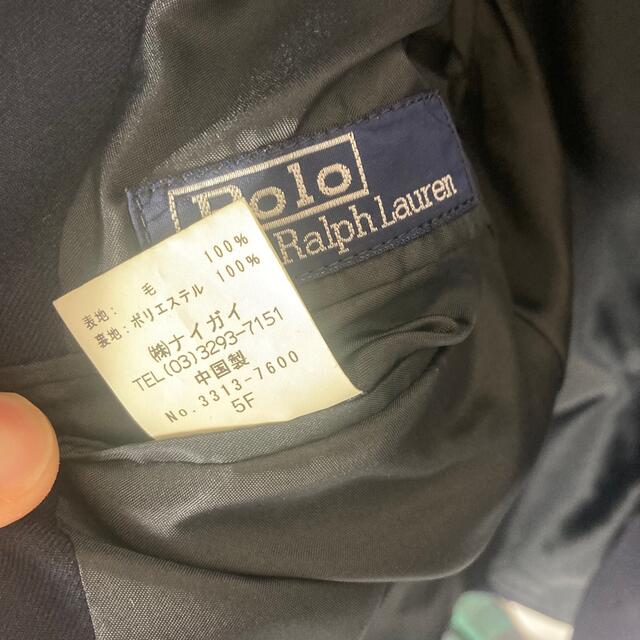 Polo
Ralph Lauren
表地: 毛 100%
裏地: ポリエステル 100%
㈱ナイガイ
TEL(03)3293-7151
中国製
No.3313-7600
5F